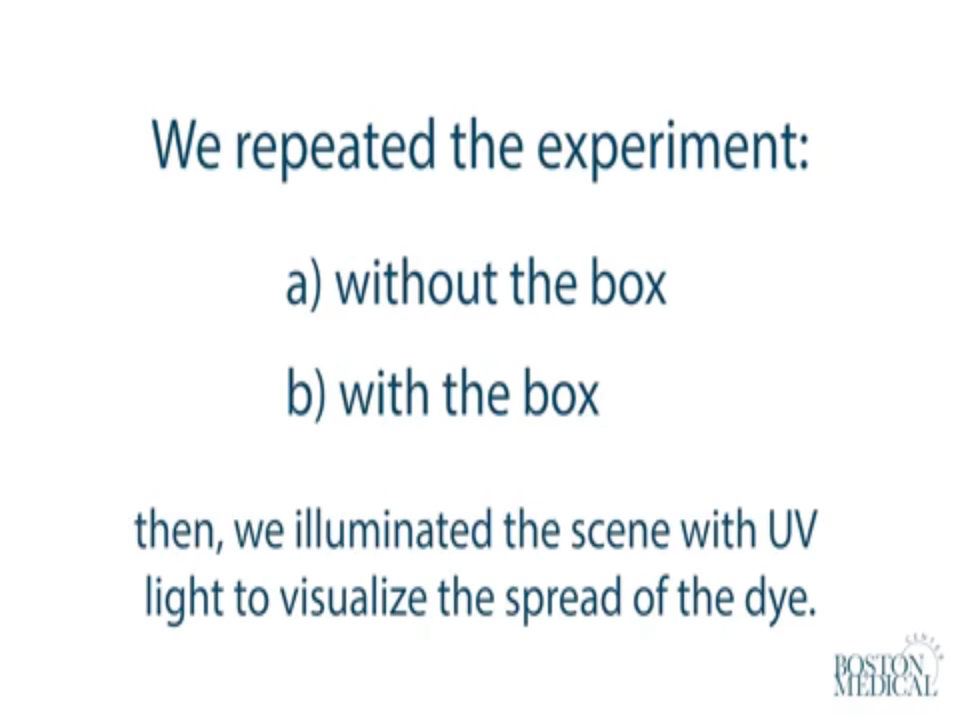 We repeated the experiment:
a) without the box
b) with the box
then, we illuminated the scene with UV
light to visualize the spread of the dye.
CENTER
BOSTON
MEDICAL